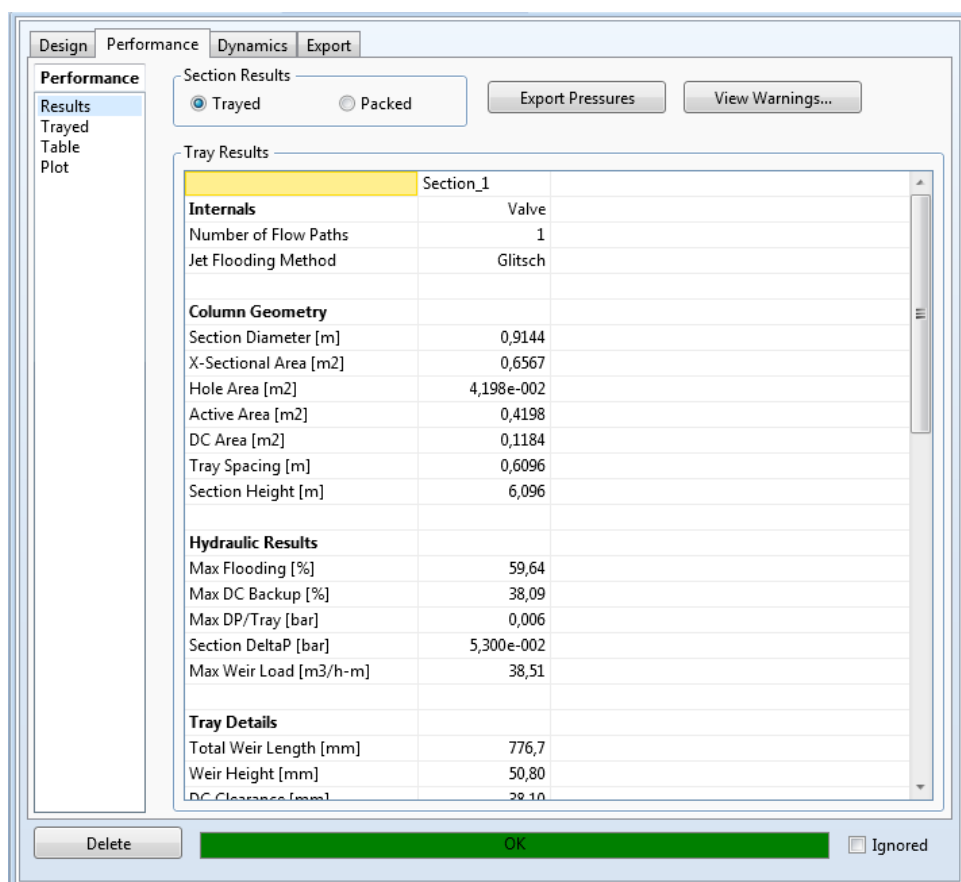 Design Performance Dynamics Export
Performance
Results
Trayed
Table
Plot
Section Results
Trayed Packed
Export Pressures
View Warnings...
Tray Results
Section_1
Internals Valve
Number of Flow Paths 1
Jet Flooding Method Glitsch
Column Geometry
Section Diameter [m] 0,9144
X-Sectional Area [m2] 0,6567
Hole Area [m2] 4,198e-002
Active Area [m2] 0,4198
DC Area [m2] 0,1184
Tray Spacing [m] 0,6096
Section Height [m] 6,096
Hydraulic Results
Max Flooding [%] 59,64
Max DC Backup [%] 38,09
Max DP/Tray [bar] 0,006
Section DeltaP [bar] 5,300e-002
Max Weir Load [m3/h-m] 38,51
Tray Details
Total Weir Length [mm] 776,7
Weir Height [mm] 50,80
DC Clearance [mm] 38,10
Delete
OK
Ignored